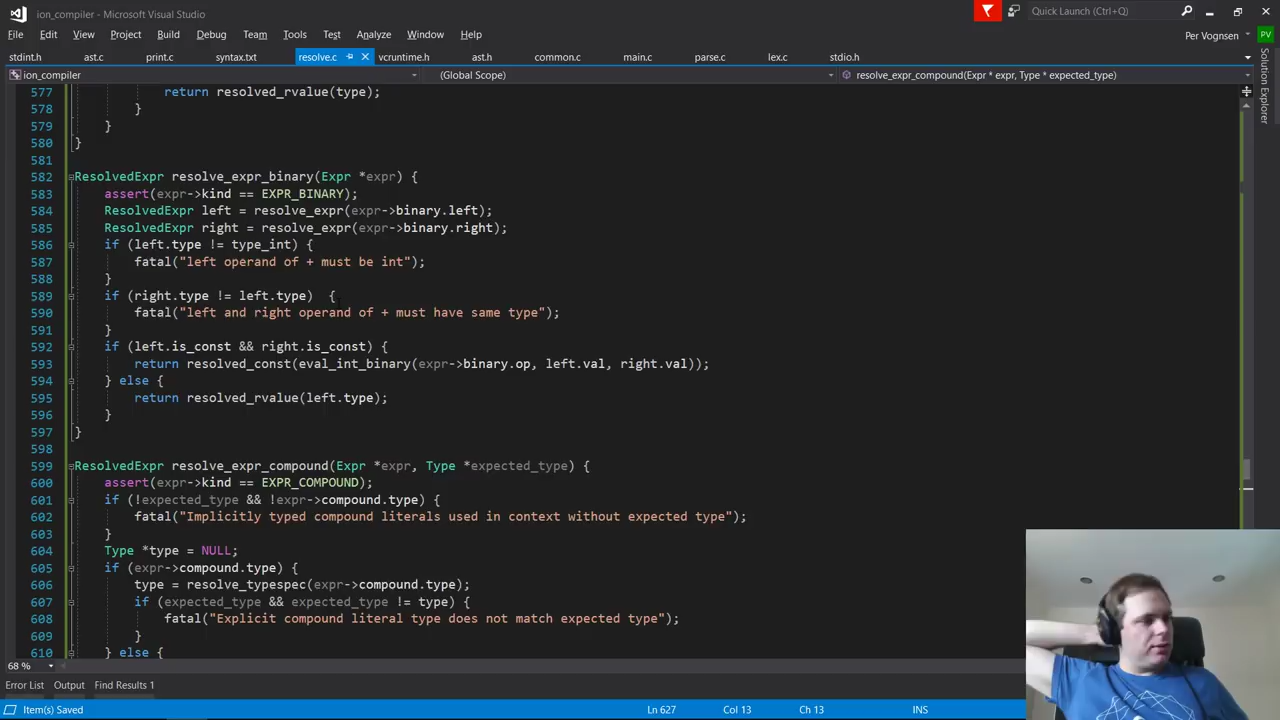 ion_compiler - Microsoft Visual Studio
Quick Launch (Ctrl+Q)
File Edit View Project Build Debug Team Tools Test Analyze Window Help
Per Vognsen PV
stdint.h ast.c print.c syntax.txt resolve.c vcruntime.h ast.h common.c main.c parse.c lex.c stdio.h
Solution Explorer
ion_compiler (Global Scope) resolve_expr_compound(Expr * expr, Type * expected_type)
577 return resolved_rvalue(type);
578 }
579 }
580 }
581
582 ResolvedExpr resolve_expr_binary(Expr *expr) {
583 assert(expr->kind == EXPR_BINARY);
584 ResolvedExpr left = resolve_expr(expr->binary.left);
585 ResolvedExpr right = resolve_expr(expr->binary.right);
586 if (left.type != type_int) {
587 fatal("left operand of + must be int");
588 }
589 if (right.type != left.type)  {
590 fatal("left and right operand of + must have same type");
591 }
592 if (left.is_const && right.is_const) {
593 return resolved_const(eval_int_binary(expr->binary.op, left.val, right.val));
594 } else {
595 return resolved_rvalue(left.type);
596 }
597 }
598
599 ResolvedExpr resolve_expr_compound(Expr *expr, Type *expected_type) {
600 assert(expr->kind == EXPR_COMPOUND);
601 if (!expected_type && !expr->compound.type) {
602 fatal("Implicitly typed compound literals used in context without expected type");
603 }
604 Type *type = NULL;
605 if (expr->compound.type) {
606 type = resolve_typespec(expr->compound.type);
607 if (expected_type && expected_type != type) {
608 fatal("Explicit compound literal type does not match expected type");
609 }
610 } else {
68 %
Error List Output Find Results 1
Item(s) Saved Ln 627 Col 13 Ch 13 INS